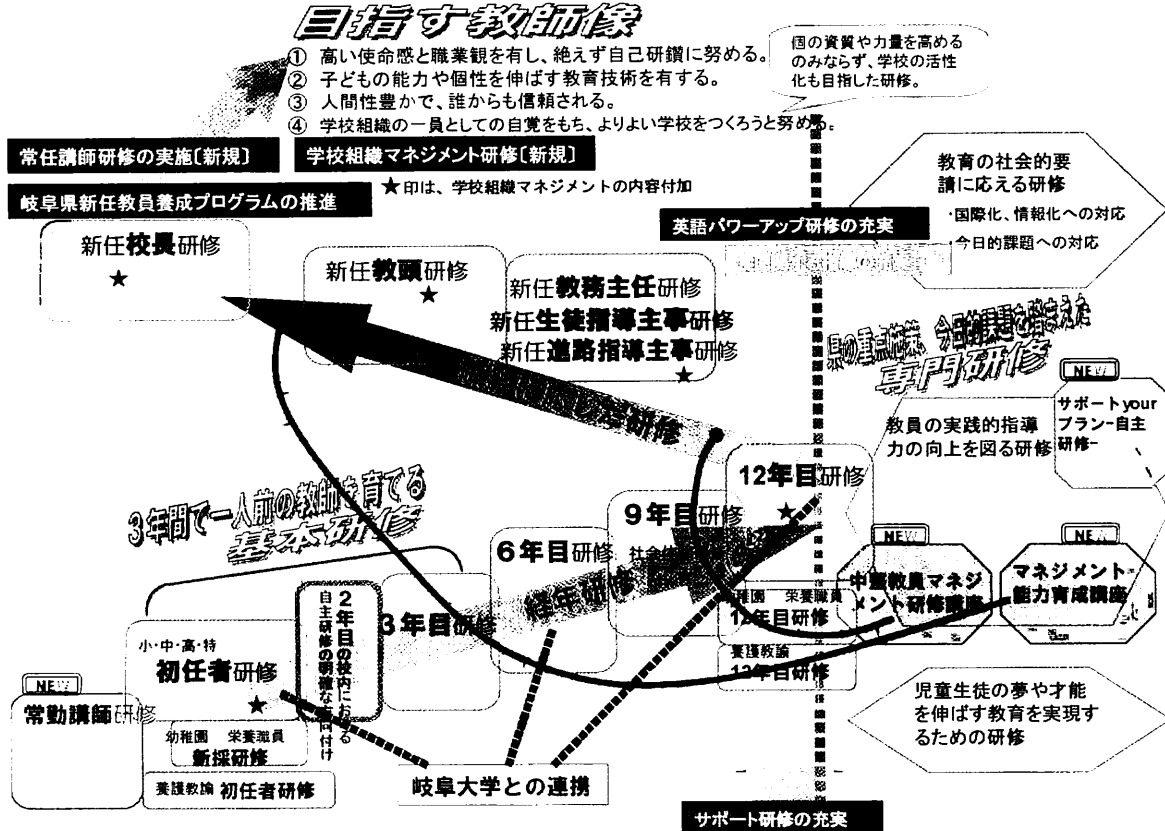 目指す教師像
① 高い使命感と職業観を有し、絶えず自己研鑽に努める。
② 子どもの能力や個性を伸ばす教育技術を有する。
③ 人間性豊かで、誰からも信頼される。
④ 学校組織の一員としての自覚をもち、よりよい学校をつくろうと努める。
個の資質や力量を高める
のみならず、学校の活性
化も目指した研修。
常任講師研修の実施〔新規〕
学校組織マネジメント研修〔新規〕
岐阜県新任教員養成プログラムの推進
★印は、学校組織マネジメントの内容付加
英語パワーアップ研修の充実
教育の社会的要
請に応える研修
・国際化、情報化への対応
・今日的課題への対応
新任校長研修
★
新任教頭研修
★
新任教務主任研修
新任生徒指導主事研修
新任進路指導主事研修
★
県の重点施策、今日的課題を踏まえた
専門研修
NEW
サポートyour
プラン-自主
研修-
教員の実践的指導
力の向上を図る研修
研修
12年目研修
★
9年目研修
6年目研修
3年目研修
経年研修
3年間で一人前の教師を育てる
基本研修
2年目の校内における
自主研修の明確な方向付け
小・中・高・特
初任者研修
★
NEW
常勤講師研修
幼稚園 栄養職員
新採研修
養護教諭 初任者研修
栄養職員
12年目研修
養護教諭
12年目研修
NEW
中堅教員マネジ
メント研修講座
NEW
マネジメント
能力育成講座
児童生徒の夢や才能
を伸ばす教育を実現す
るための研修
岐阜大学との連携
サポート研修の充実